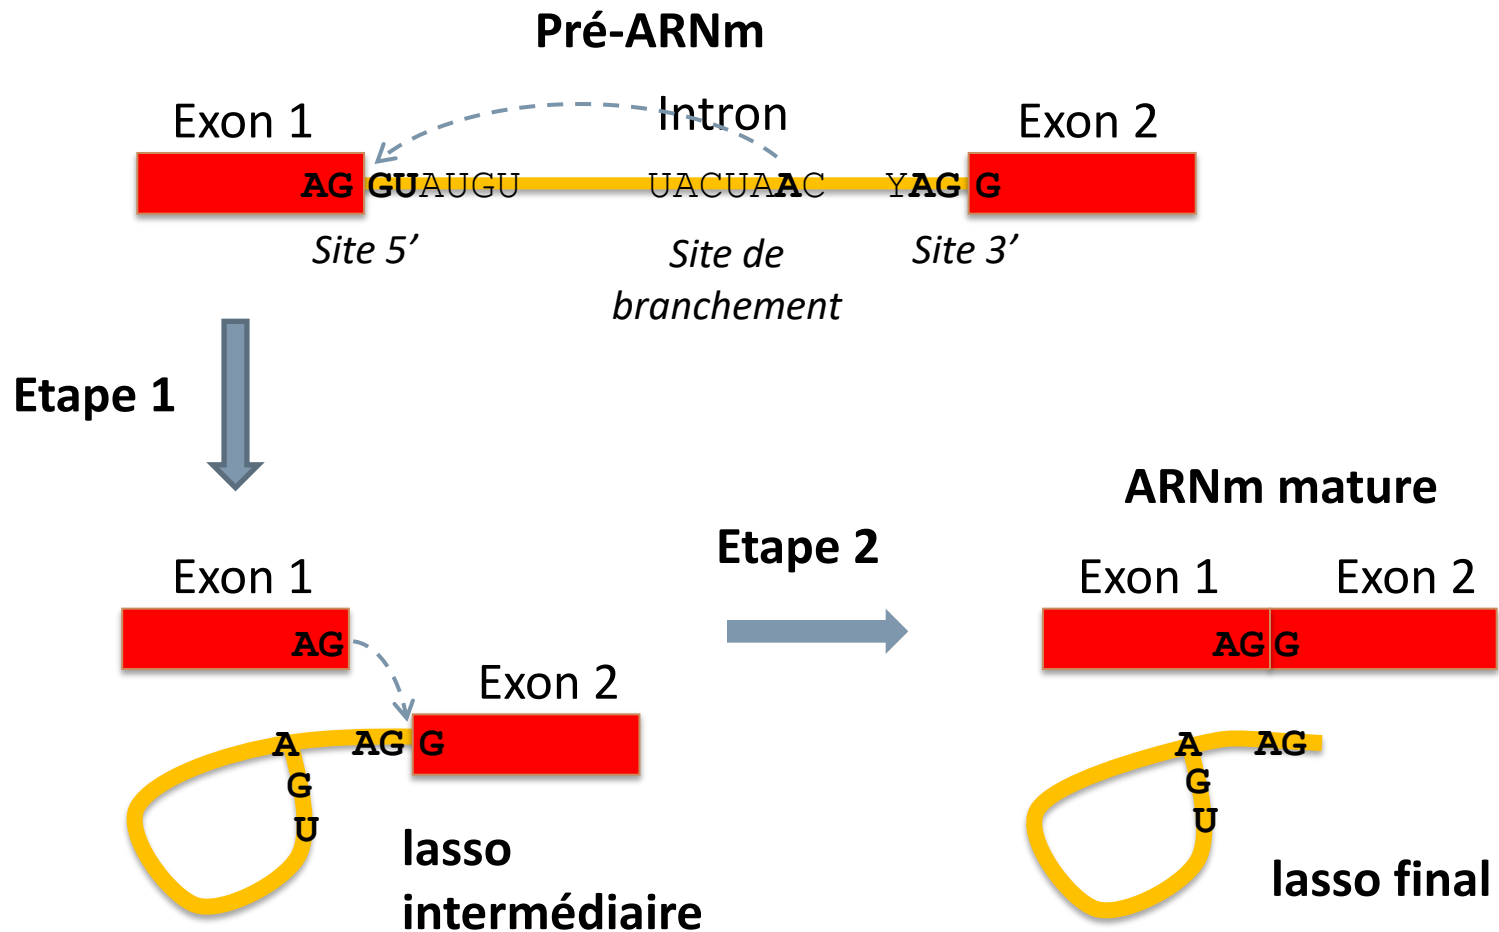 Pré-ARNm
Exon 1
Intron
Exon 2
AG GUAUGU UACUAAC YAG G
Site 5’
Site de
branchement
Site 3’
Etape 1
Exon 1
AG
Exon 2
A AG G
G
U
lasso
intermédiaire
Etape 2
ARNm mature
Exon 1
Exon 2
AG G
A AG
G
U
lasso final